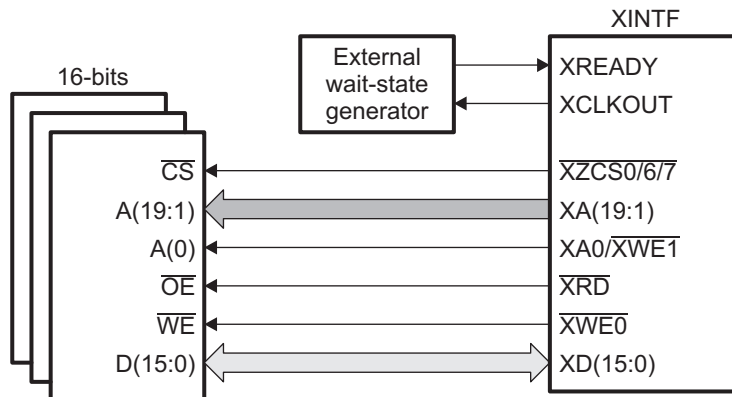 XINTF
External
wait-state
generator
XREADY
XCLKOUT
16-bits
CS XZCS0/6/7
A(19:1) XA(19:1)
A(0) XA0/XWE1
OE XRD
WE XWE0
D(15:0) XD(15:0)